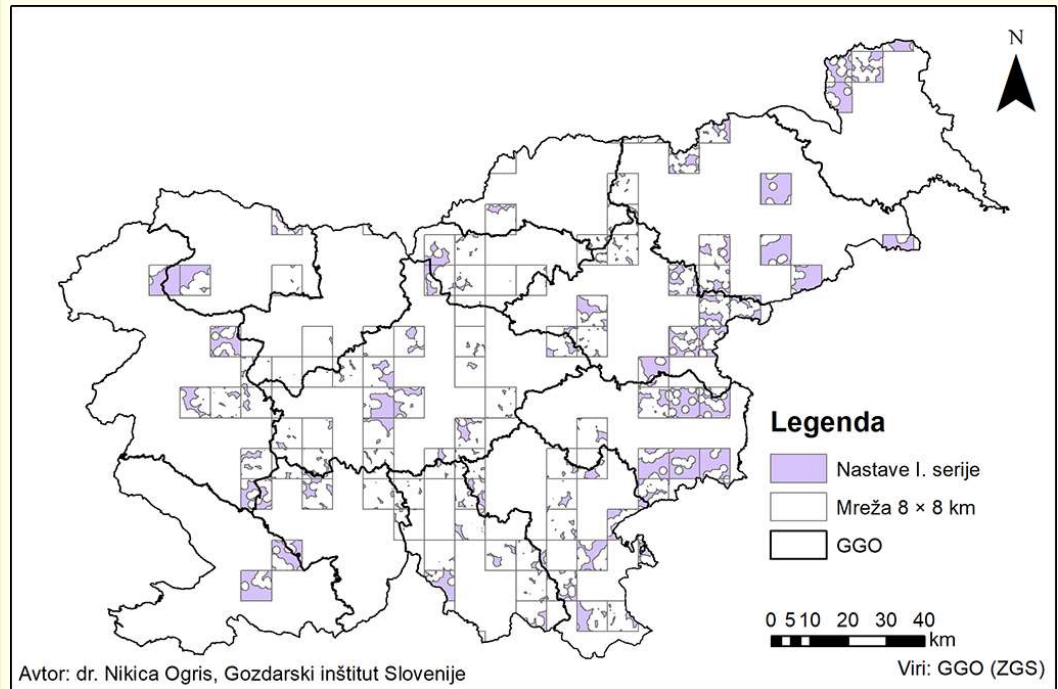 N
Legenda
Nastave I. serije
Mreža 8 × 8 km
GGO
0 5 10 20 30 40
km
Avtor: dr. Nikica Ogris, Gozdarski inštitut Slovenije
Viri: GGO (ZGS)